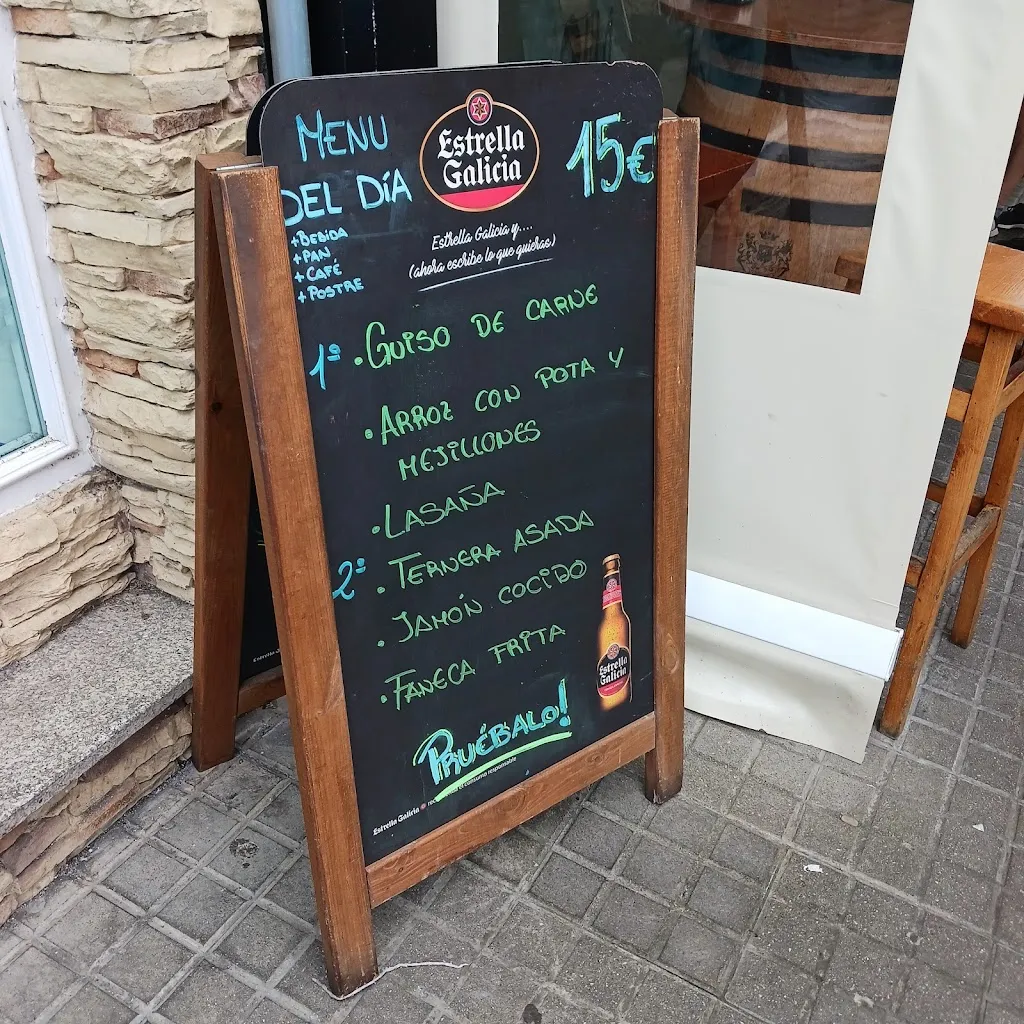 MENU
DEL DÍA
+BEBIDA
+PAN
+CAFÉ
+POSTRE
Estrella
Galicia
15€
Estrella Galicia y....
(ahora escribe lo que quieras)
1º
•GUISO DE CARNE
•ARROZ CON POTA Y
MEJILLONES
•LASAÑA
2º
•TERNERA ASADA
•JAMÓN COCIDO
•FANECA FRITA
Estrella
Galicia
PRUÉBALO!
Estrella Galicia consumo responsable